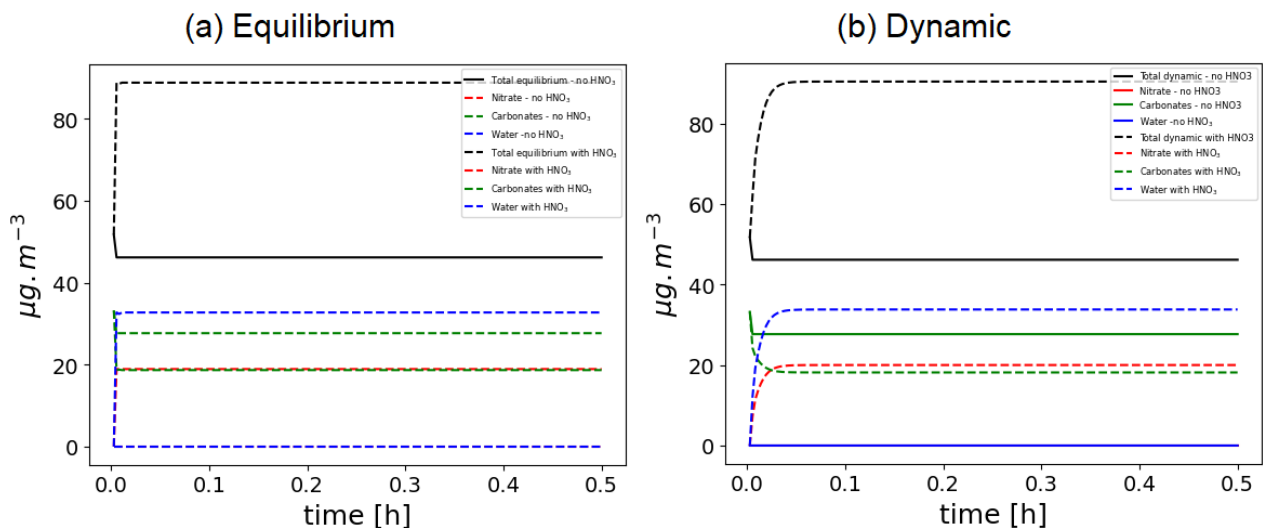 (a) Equilibrium
Total equilibrium - no HNO3
Nitrate - no HNO3
Carbonates - no HNO3
Water -no HNO3
Total equilibrium with HNO3
Nitrate with HNO3
Carbonates with HNO3
Water with HNO3
80
60
40
20
0
μg.m−3
0.0 0.1 0.2 0.3 0.4 0.5
time [h]
(b) Dynamic
Total dynamic - no HNO3
Nitrate - no HNO3
Carbonates - no HNO3
Water -no HNO3
Total dynamic with HNO3
Nitrate with HNO3
Carbonates with HNO3
Water with HNO3
80
60
40
20
0
μg.m−3
0.0 0.1 0.2 0.3 0.4 0.5
time [h]